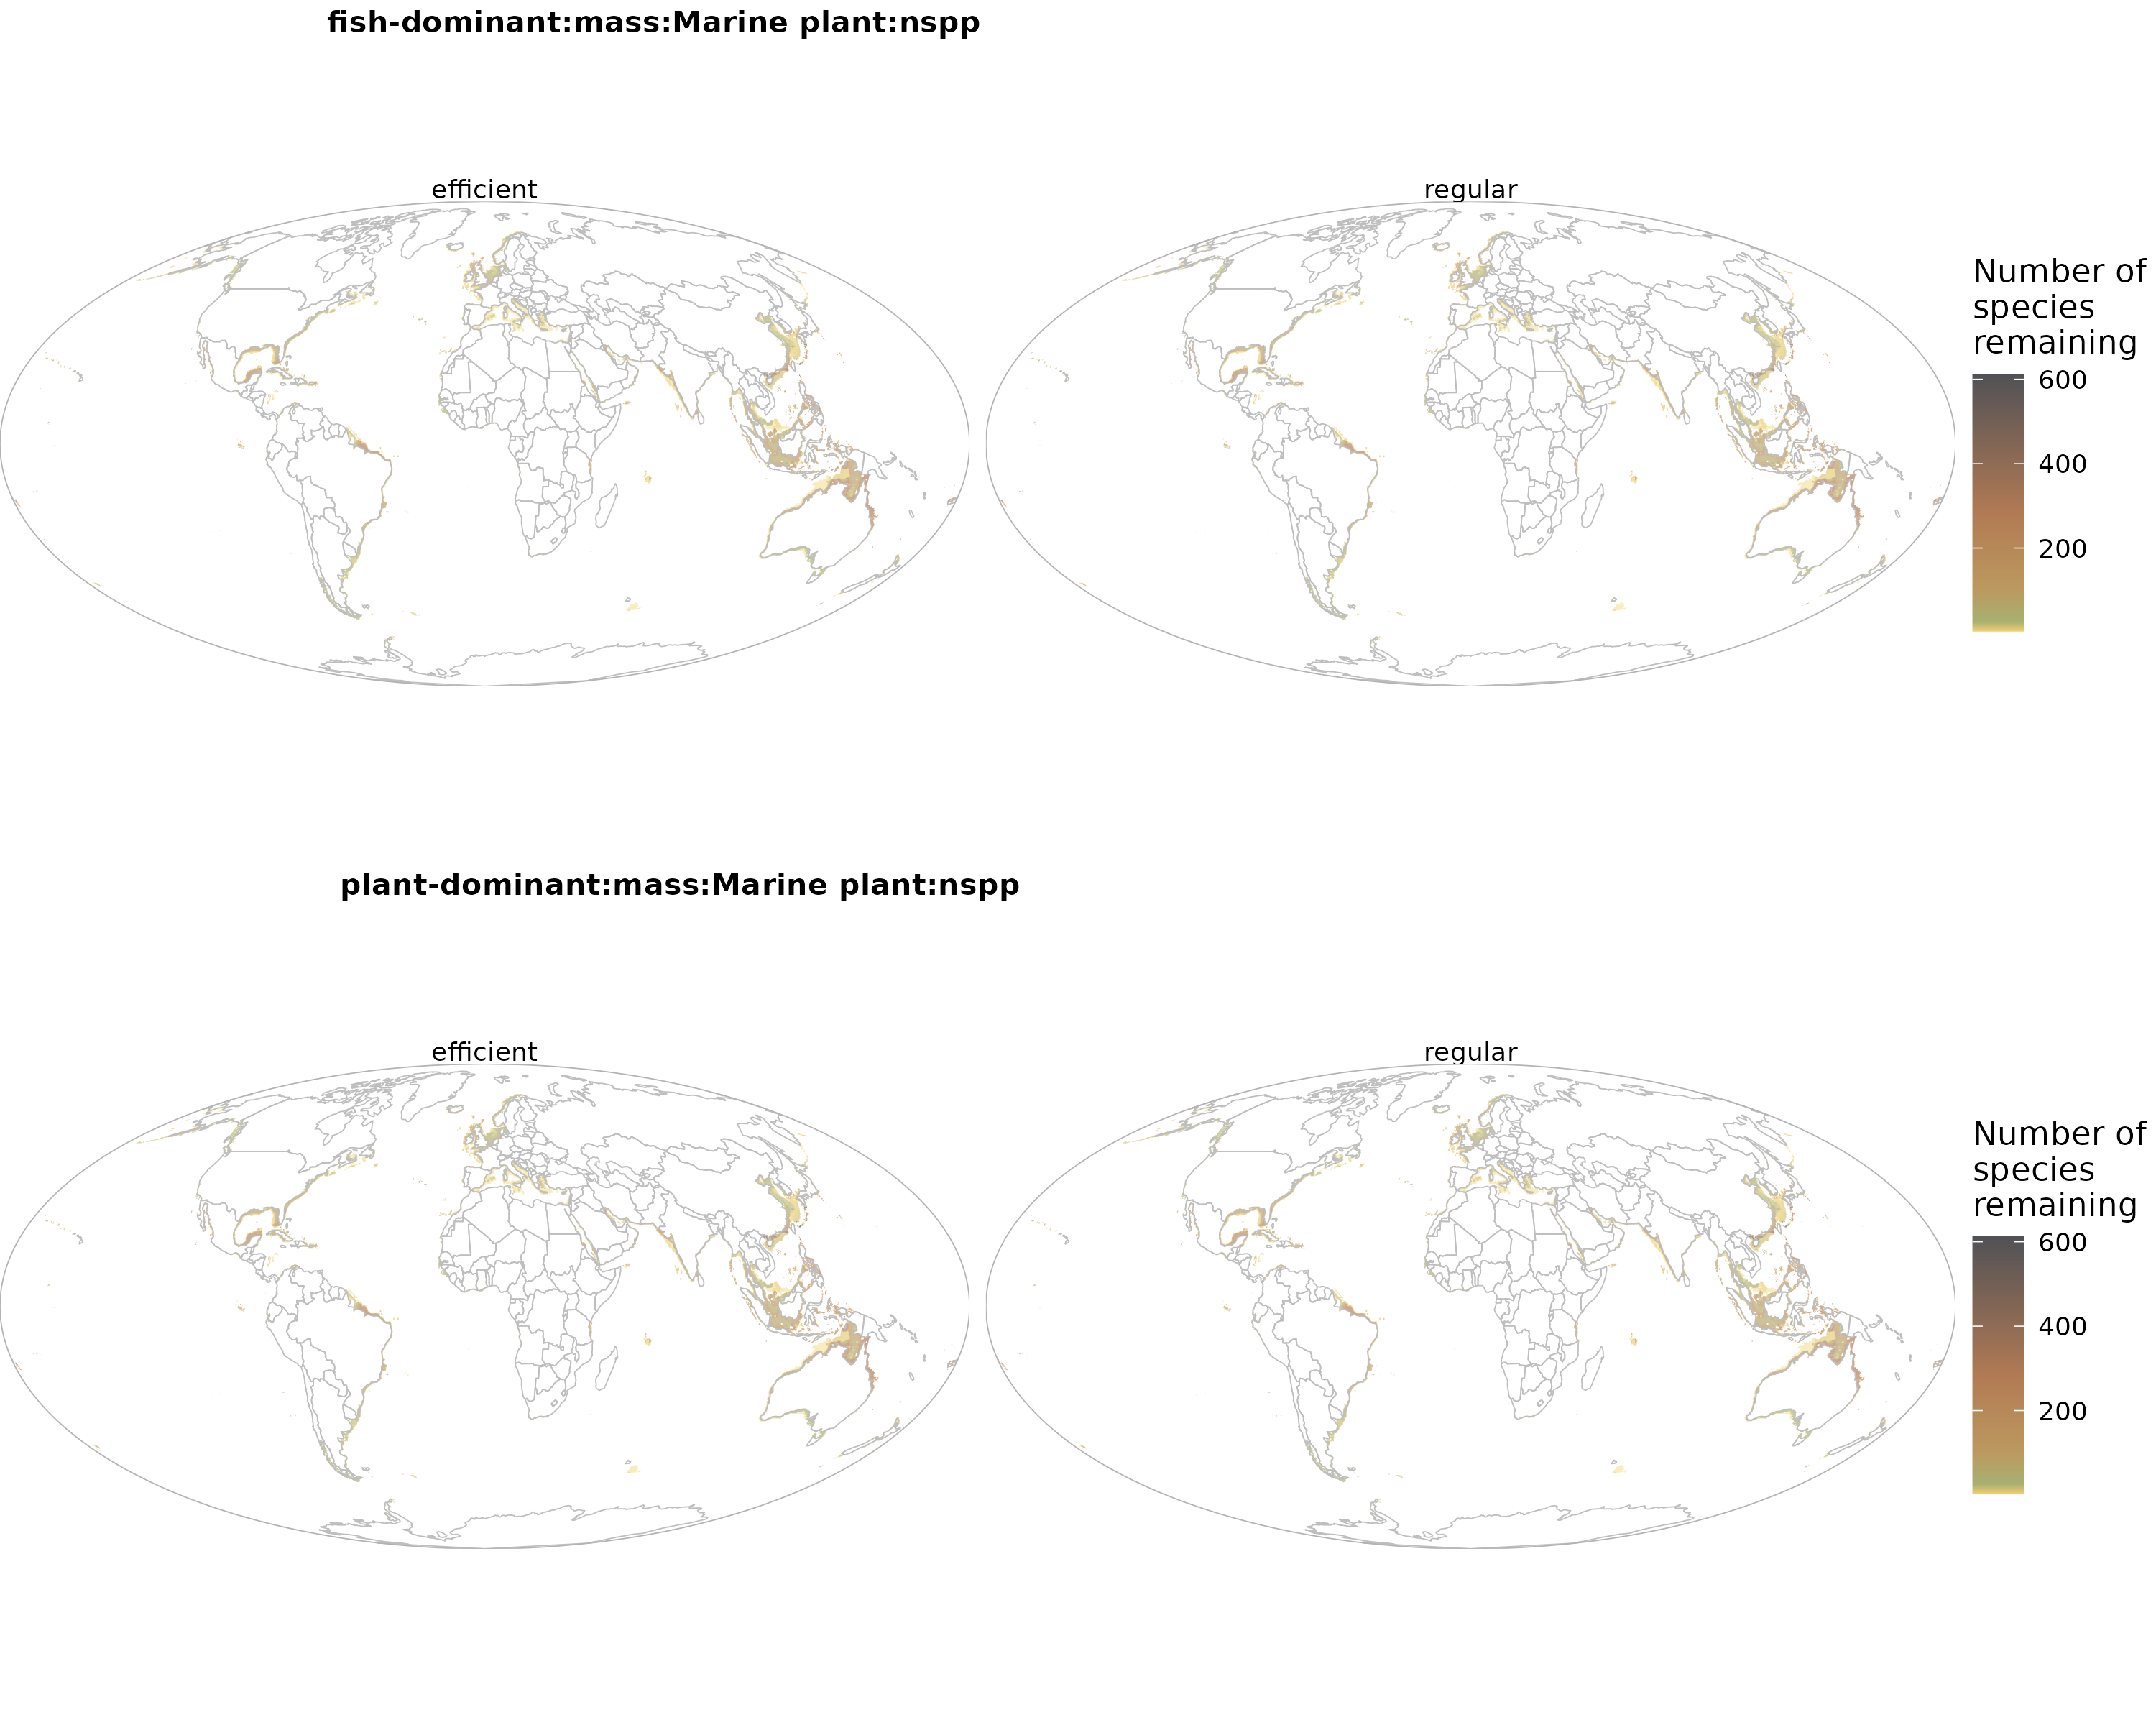 fish-dominant:mass:Marine plant:nspp
efficient
regular
Number of
species
remaining
600
400
200
plant-dominant:mass:Marine plant:nspp
efficient
regular
Number of
species
remaining
600
400
200